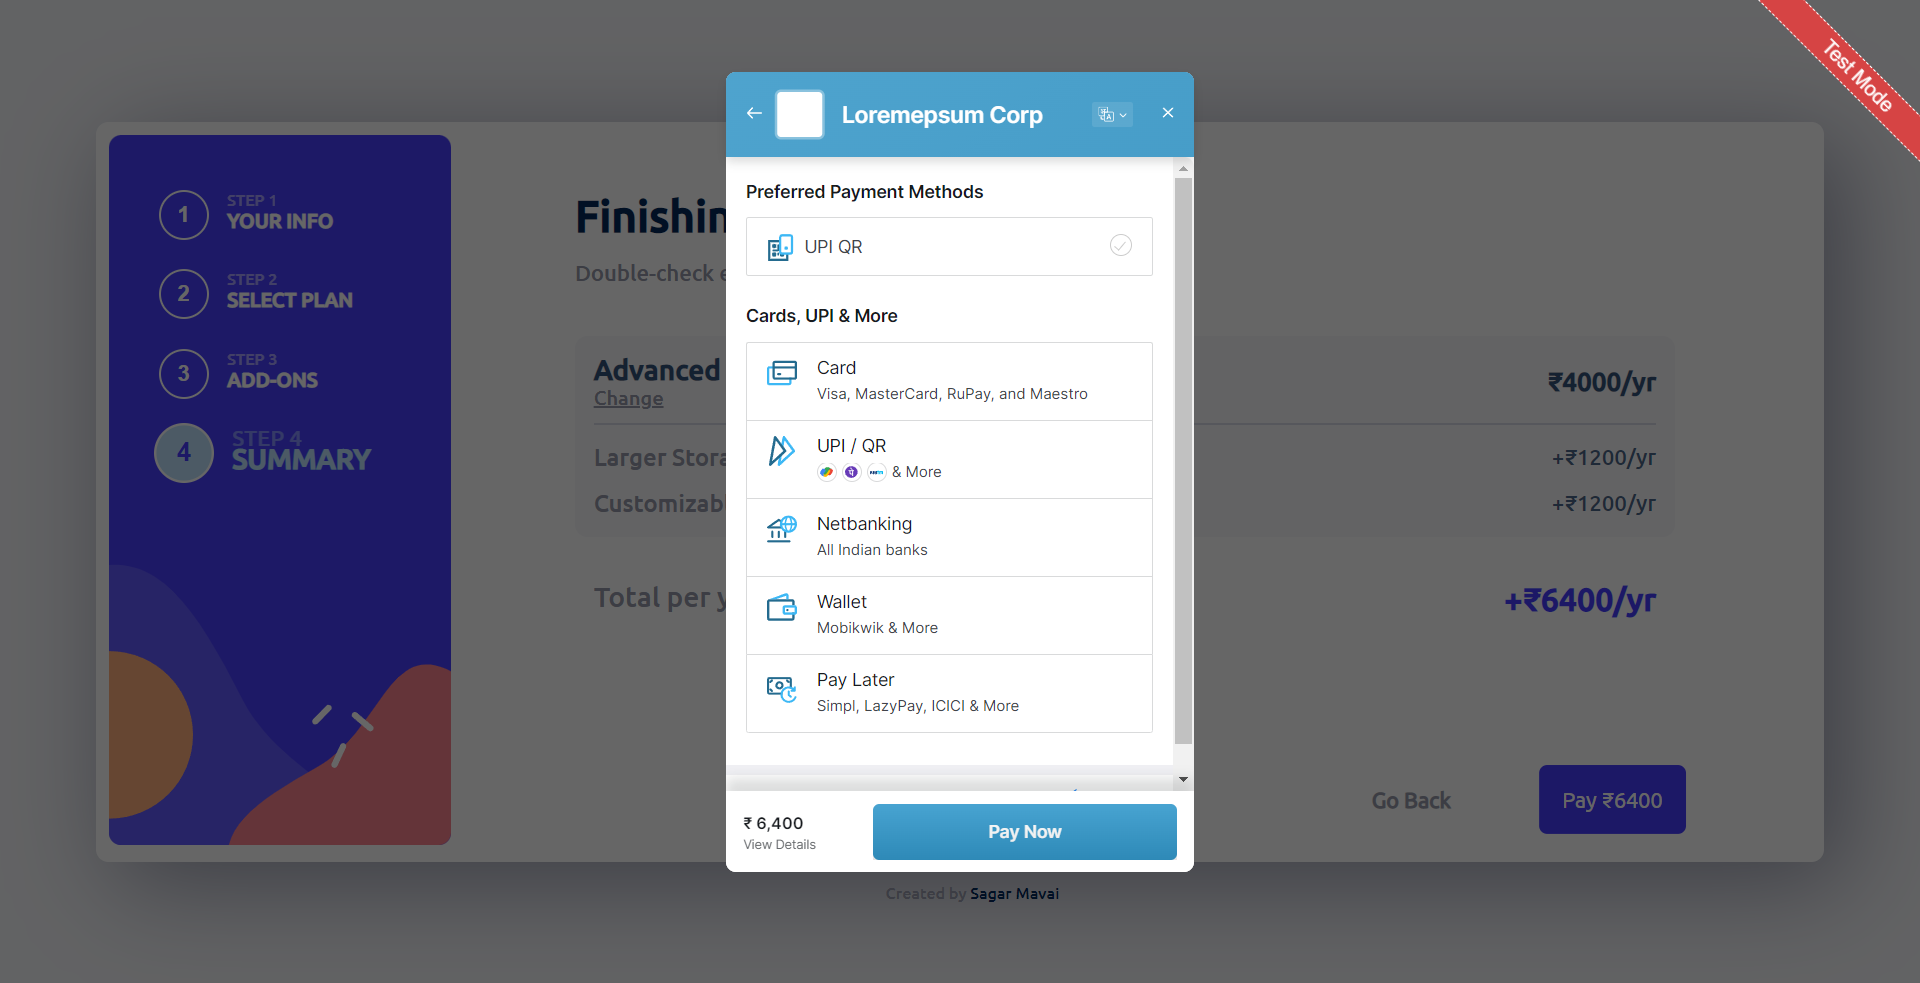 Test Mode
Loremepsum Corp
1
STEP 1
YOUR INFO
2
STEP 2
SELECT PLAN
3
STEP 3
ADD-ONS
4
STEP 4
SUMMARY
Finishin
Double-check
Advanced
Change
₹4000/yr
Larger Stora
+₹1200/yr
Customizab
+₹1200/yr
Total per y
+₹6400/yr
Go Back
Pay ₹6400
Preferred Payment Methods
UPI QR
Cards, UPI & More
Card
Visa, MasterCard, RuPay, and Maestro
UPI / QR
& More
Netbanking
All Indian banks
Wallet
Mobikwik & More
Pay Later
Simpl, LazyPay, ICICI & More
₹ 6,400
View Details
Pay Now
Created by Sagar Mavai